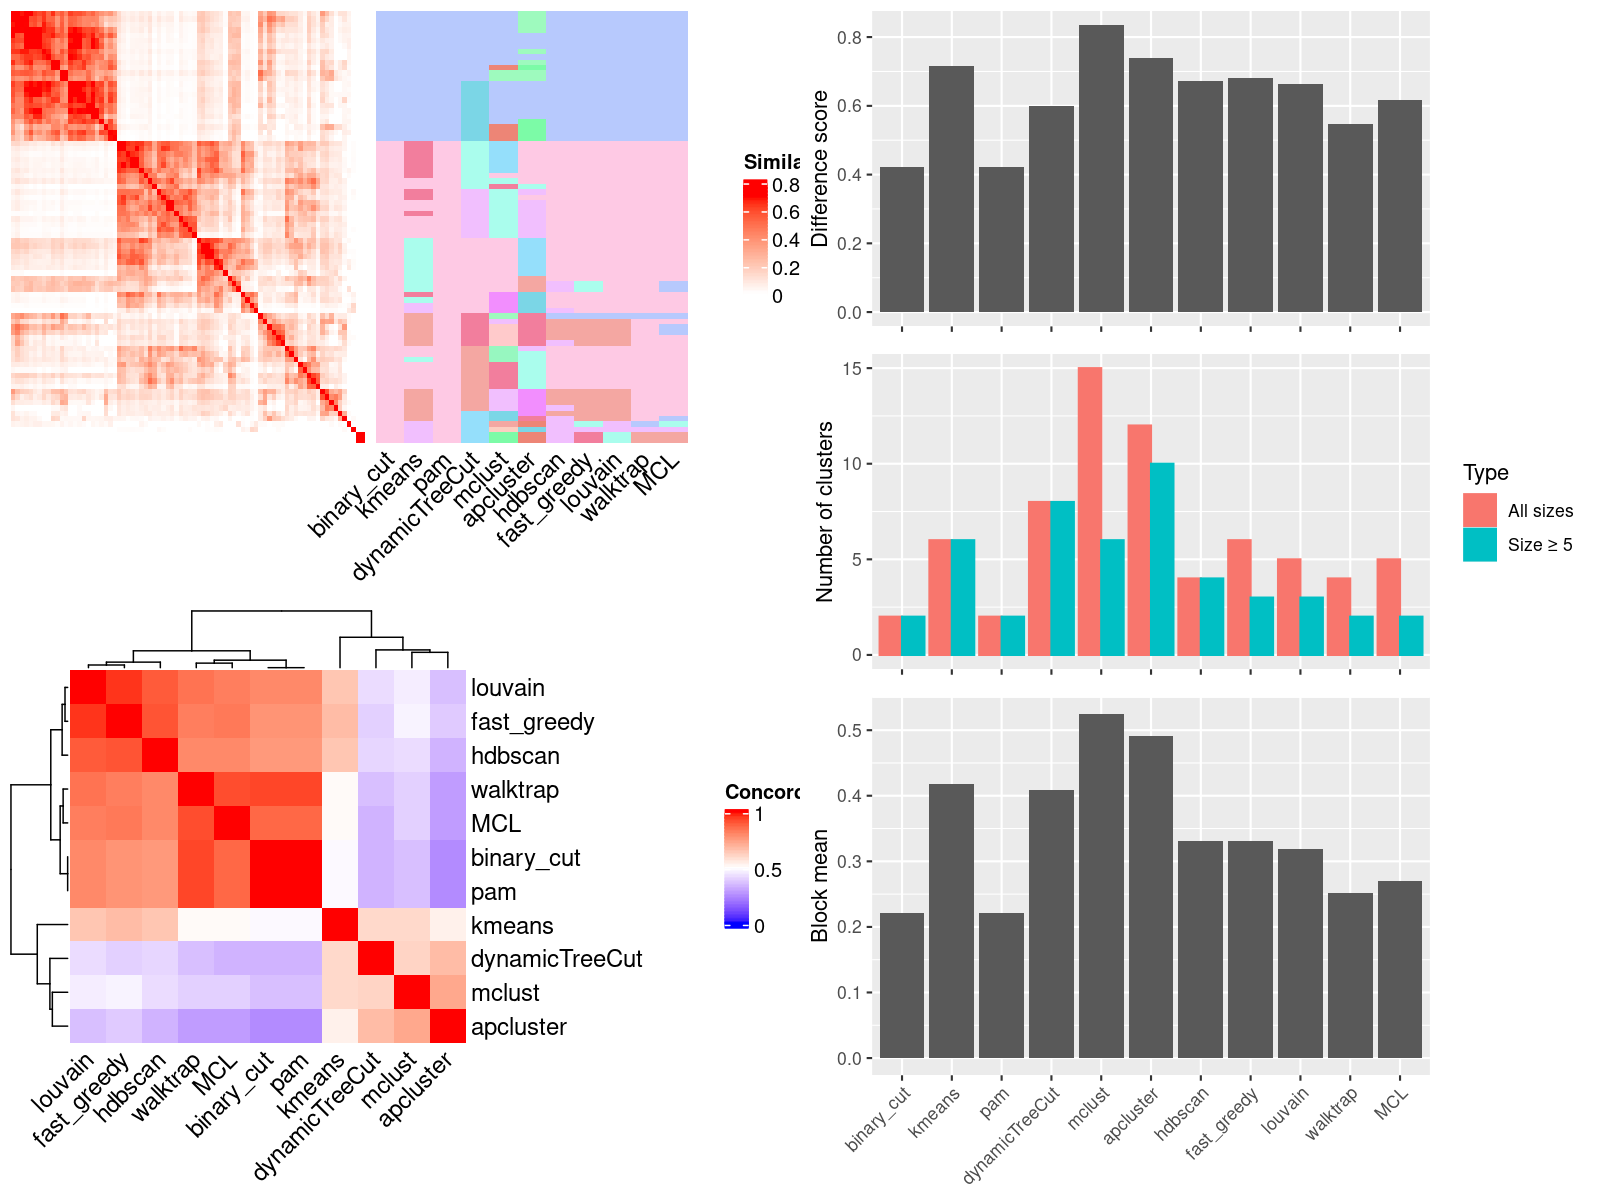 Simila
0.8
0.6
0.4
0.2
0
binary_cut
kmeans
pam
dynamicTreeCut
mclust
apcluster
hdbscan
fast_greedy
louvain
walktrap
MCL
Difference score
0.8
0.6
0.4
0.2
0.0
Number of clusters
15
10
5
0
Type
All sizes
Size ≥ 5
louvain
fast_greedy
hdbscan
walktrap
MCL
binary_cut
pam
kmeans
dynamicTreeCut
mclust
apcluster
louvain
fast_greedy
hdbscan
walktrap
MCL
binary_cut
pam
kmeans
dynamicTreeCut
mclust
apcluster
Concord
1
0.5
0
Block mean
0.5
0.4
0.3
0.2
0.1
0.0
binary_cut
kmeans
pam
dynamicTreeCut
mclust
apcluster
hdbscan
fast_greedy
louvain
walktrap
MCL